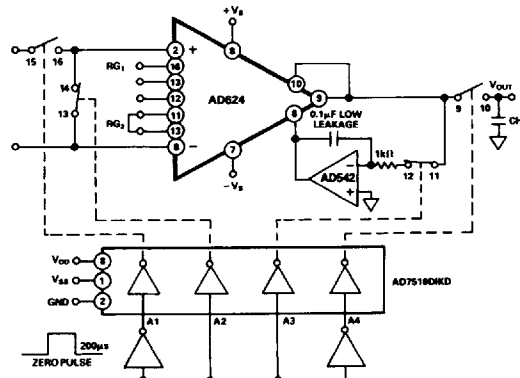 +VS
15 16
2 +
8
RG1
16
13
12
RG2
11
13
8 −
14
13
AD624
10
9
6
7
−VS
0.1μF LOW
LEAKAGE
1kΩ
12 11
AD542
−
+
VOUT
9 10
CH
VDD 8
VSS 1
GND 2
AD7510DIKD
A1 A2 A3 A4
200μs
ZERO PULSE